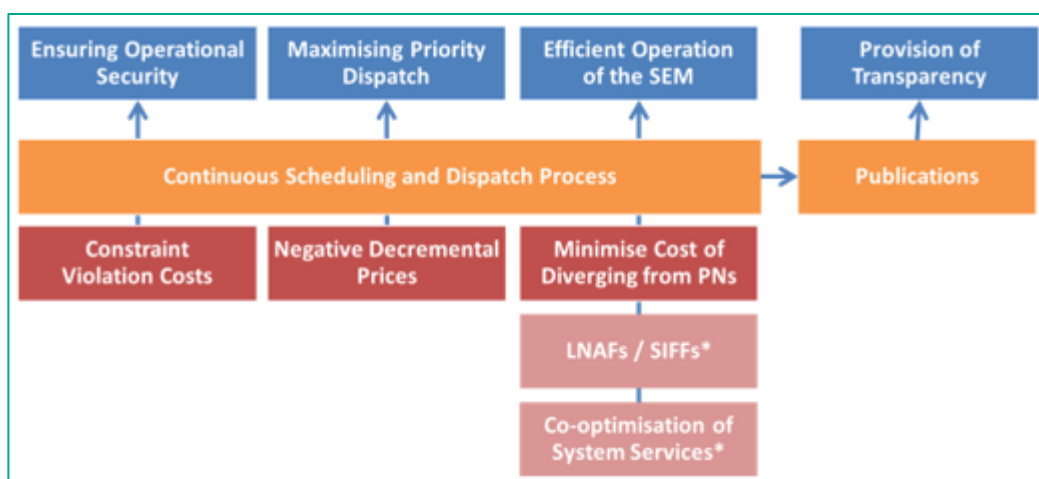 Ensuring Operational
Security
Maximising Priority
Dispatch
Efficient Operation
of the SEM
Provision of
Transparency
Continuous Scheduling and Dispatch Process
Publications
Constraint
Violation Costs
Negative Decremental
Prices
Minimise Cost of
Diverging from PNs
LNAFs / SIFFs*
Co-optimisation of
System Services*